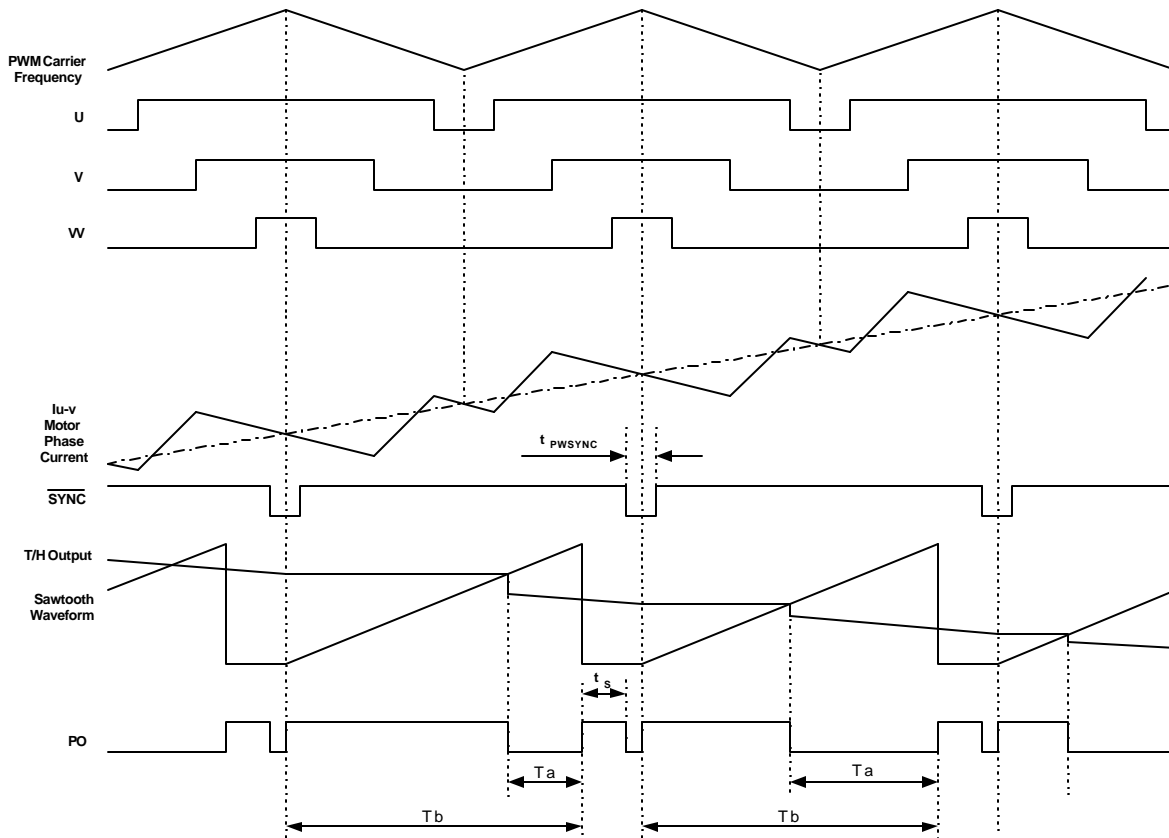 PWM Carrier
Frequency
U
V
W
Iu-v
Motor
Phase
Current
t PWSYNC
SYNC
T/H Output
Sawtooth
Waveform
t S
PO
Ta
Ta
Tb
Tb